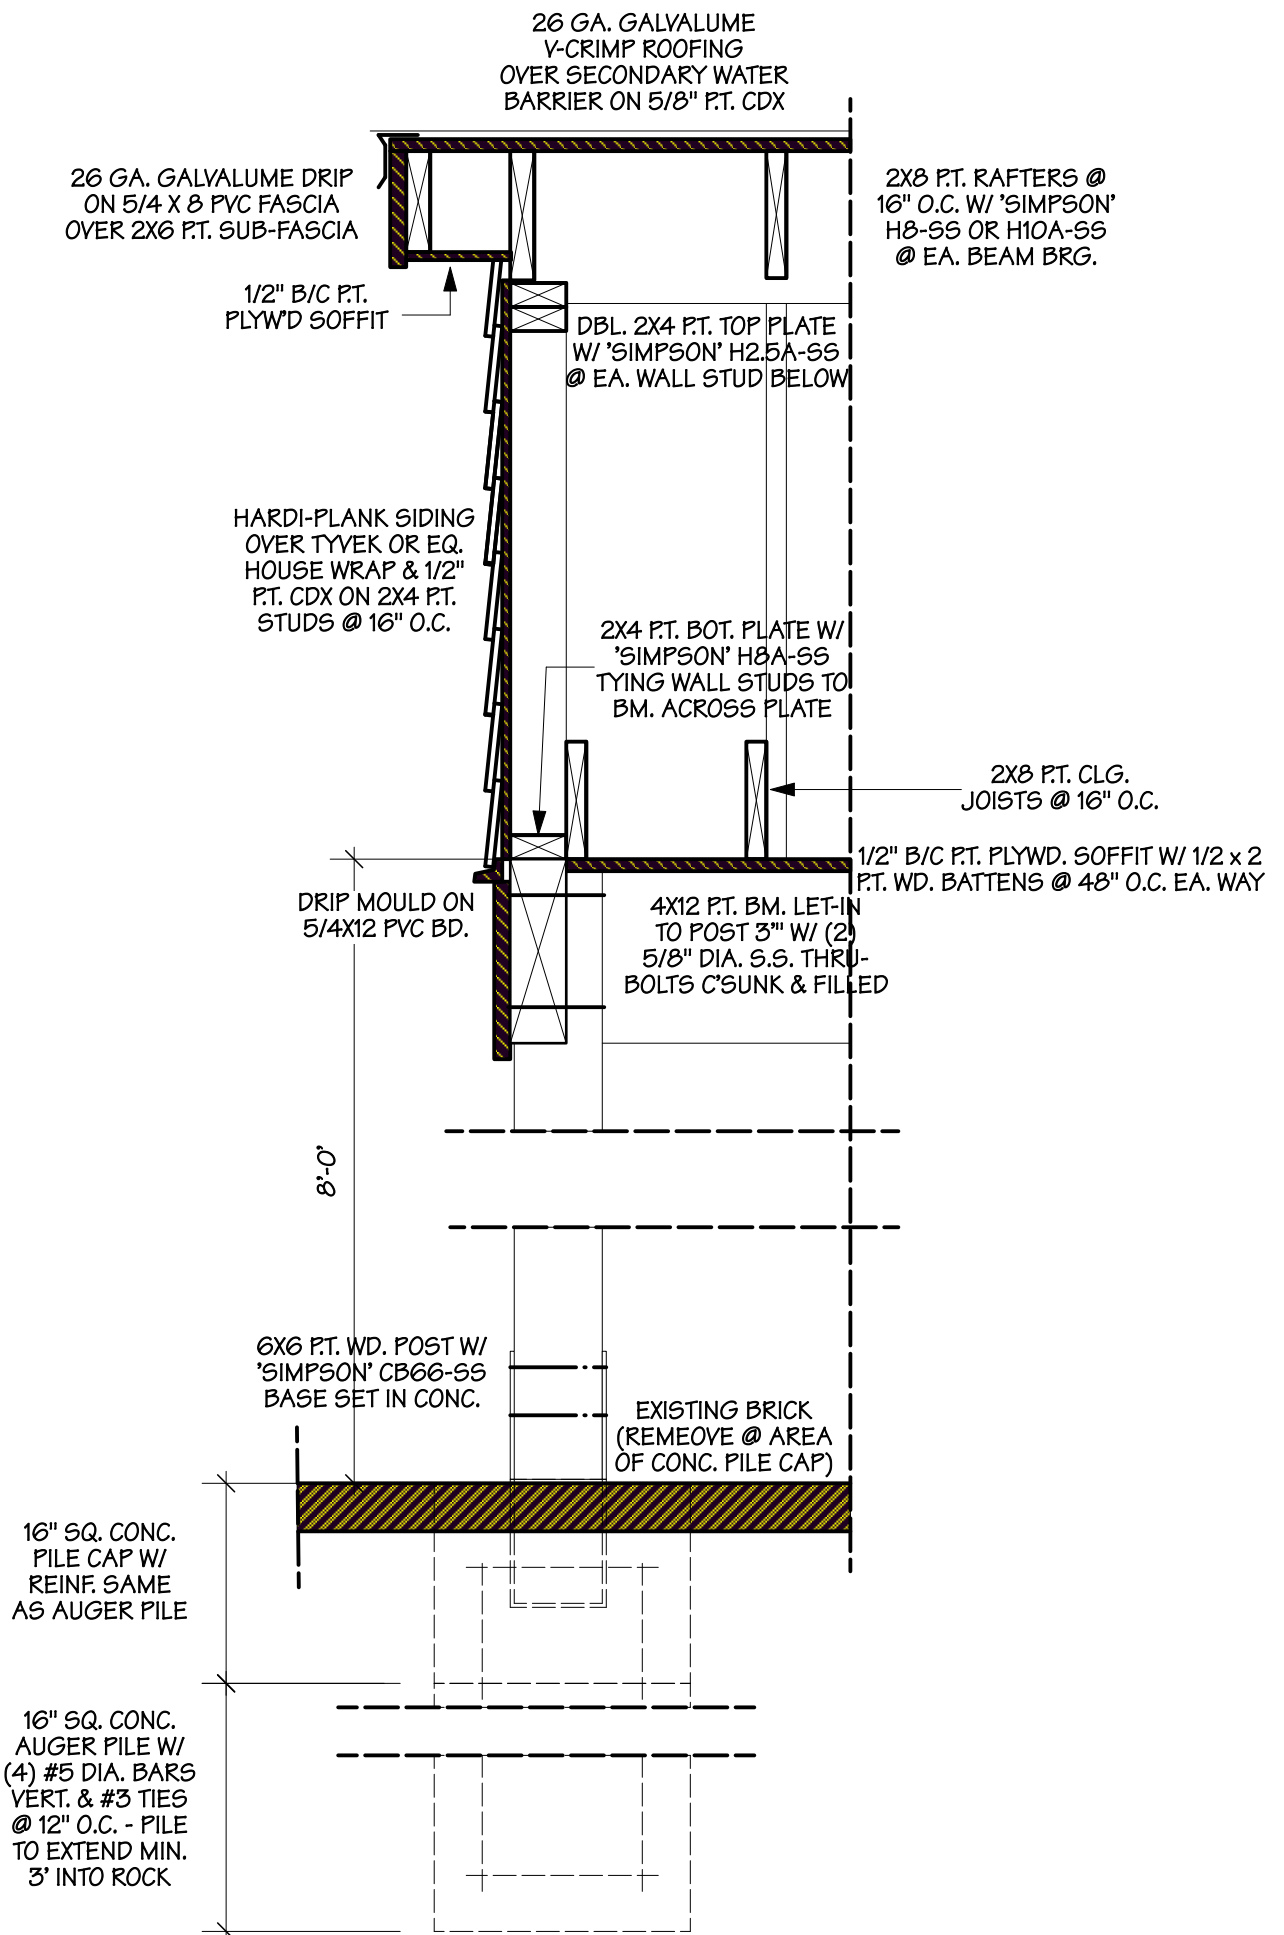 26 GA. GALVALUME
V-CRIMP ROOFING
OVER SECONDARY WATER
BARRIER ON 5/8" P.T. CDX
26 GA. GALVALUME DRIP
ON 5/4 X 8 PVC FASCIA
OVER 2X6 P.T. SUB-FASCIA
2X8 P.T. RAFTERS @
16" O.C. W/ 'SIMPSON'
H8-SS OR H10A-SS
@ EA. BEAM BRG.
1/2" B/C P.T.
PLYW'D SOFFIT
DBL. 2X4 P.T. TOP PLATE
W/ 'SIMPSON' H2.5A-SS
@ EA. WALL STUD BELOW
HARDI-PLANK SIDING
OVER TYVEK OR EQ.
HOUSE WRAP & 1/2"
P.T. CDX ON 2X4 P.T.
STUDS @ 16" O.C.
2X4 P.T. BOT. PLATE W/
'SIMPSON' H8A-SS
TYING WALL STUDS TO
BM. ACROSS PLATE
2X8 P.T. CLG.
JOISTS @ 16" O.C.
1/2" B/C P.T. PLYWD. SOFFIT W/ 1/2 x 2
P.T. WD. BATTENS @ 48" O.C. EA. WAY
DRIP MOULD ON
5/4X12 PVC BD.
4X12 P.T. BM. LET-IN
TO POST 3"' W/ (2)
5/8" DIA. S.S. THRU-
BOLTS C'SUNK & FILLED
8'-0'
6X6 P.T. WD. POST W/
'SIMPSON' CB66-SS
BASE SET IN CONC.
EXISTING BRICK
(REMEOVE @ AREA
OF CONC. PILE CAP)
16" SQ. CONC.
PILE CAP W/
REINF. SAME
AS AUGER PILE
16" SQ. CONC.
AUGER PILE W/
(4) #5 DIA. BARS
VERT. & #3 TIES
@ 12" O.C. - PILE
TO EXTEND MIN.
3' INTO ROCK